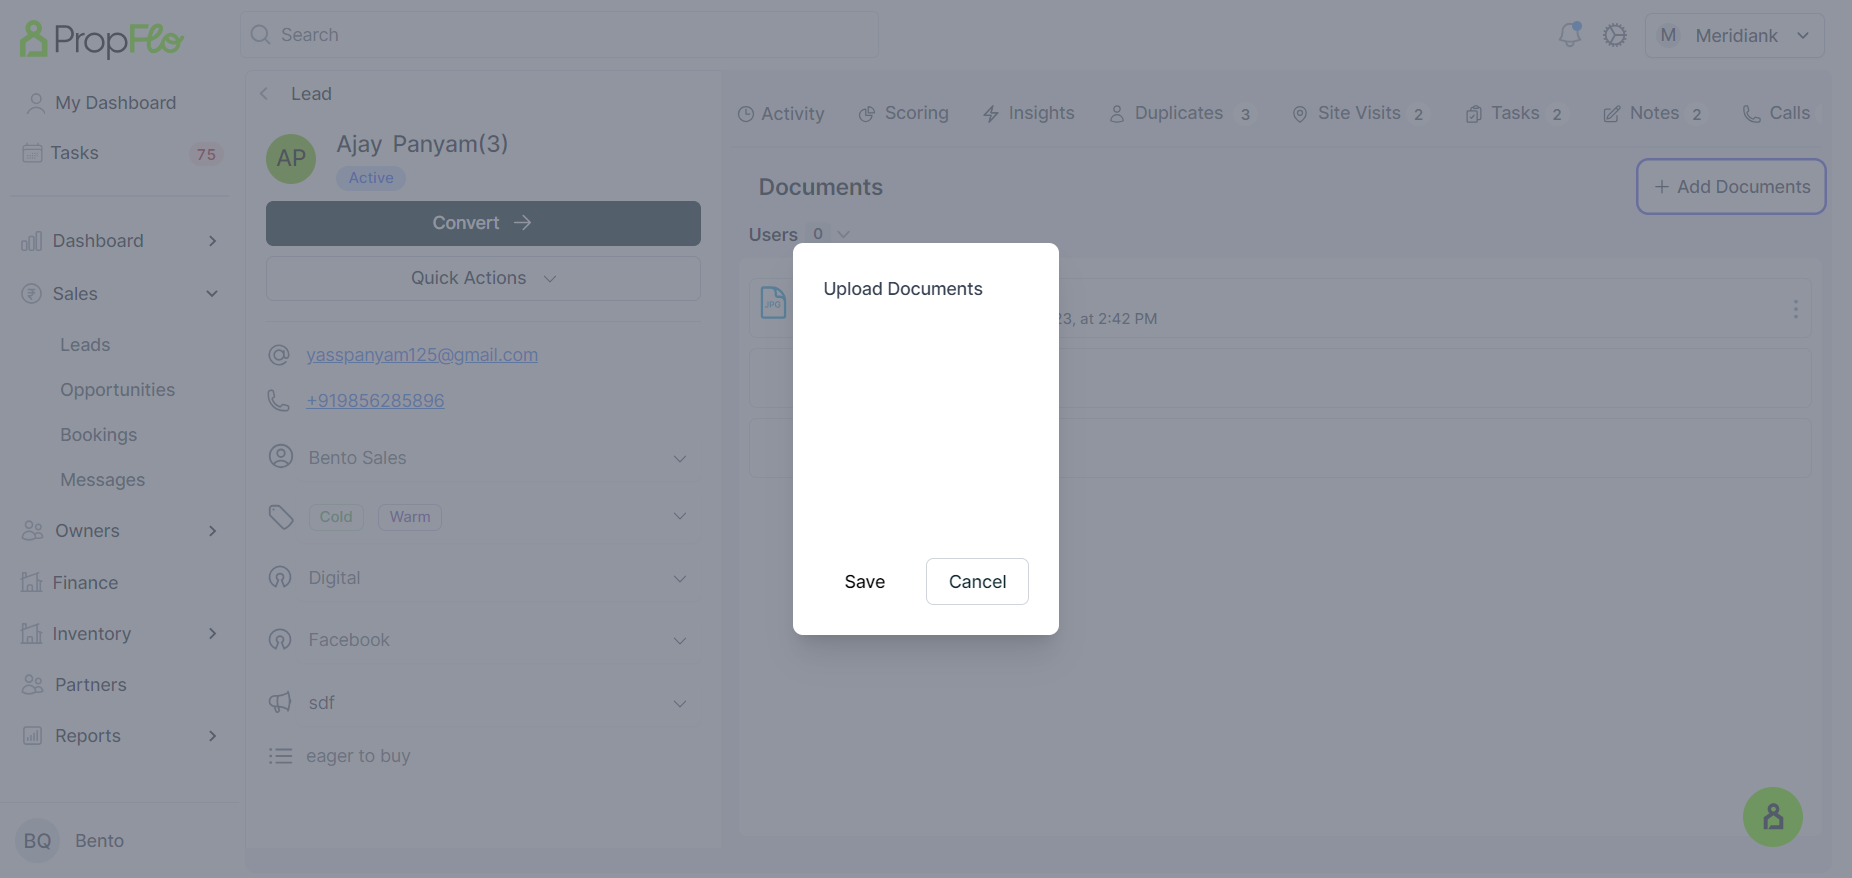 PropFlo
Search
M Meridiank
My Dashboard
Tasks 75
Dashboard
Sales
Leads
Opportunities
Bookings
Messages
Owners
Finance
Inventory
Partners
Reports
BQ Bento
Lead
AP
Ajay Panyam(3)
Active
Convert
Quick Actions
yasspanyam125@gmail.com
+919856285896
Bento Sales
Cold Warm
Digital
Facebook
sdf
eager to buy
Activity Scoring Insights Duplicates 3 Site Visits 2 Tasks 2 Notes 2 Calls
Documents
+ Add Documents
Users 0
JPG
23, at 2:42 PM
Upload Documents
Save Cancel